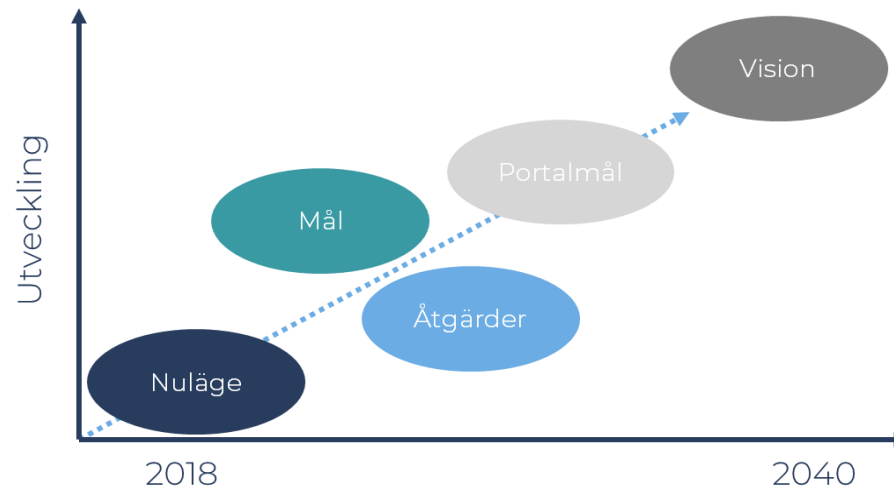 Vision
Portalmål
Mål
Åtgärder
Nuläge
Utveckling
2018
2040